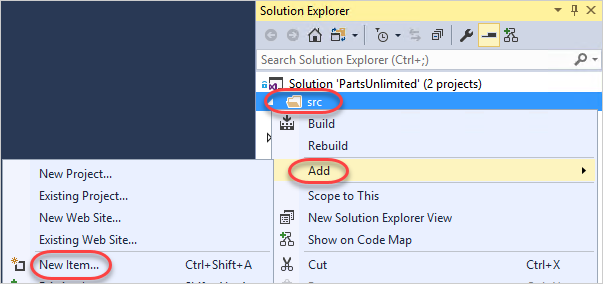 Solution Explorer
Search Solution Explorer (Ctrl+;)
Solution 'PartsUnlimited' (2 projects)
src
Build
Rebuild
Add
Scope to This
New Solution Explorer View
Show on Code Map
Cut Ctrl+X
New Project...
Existing Project...
New Web Site...
Existing Web Site...
New Item... Ctrl+Shift+A